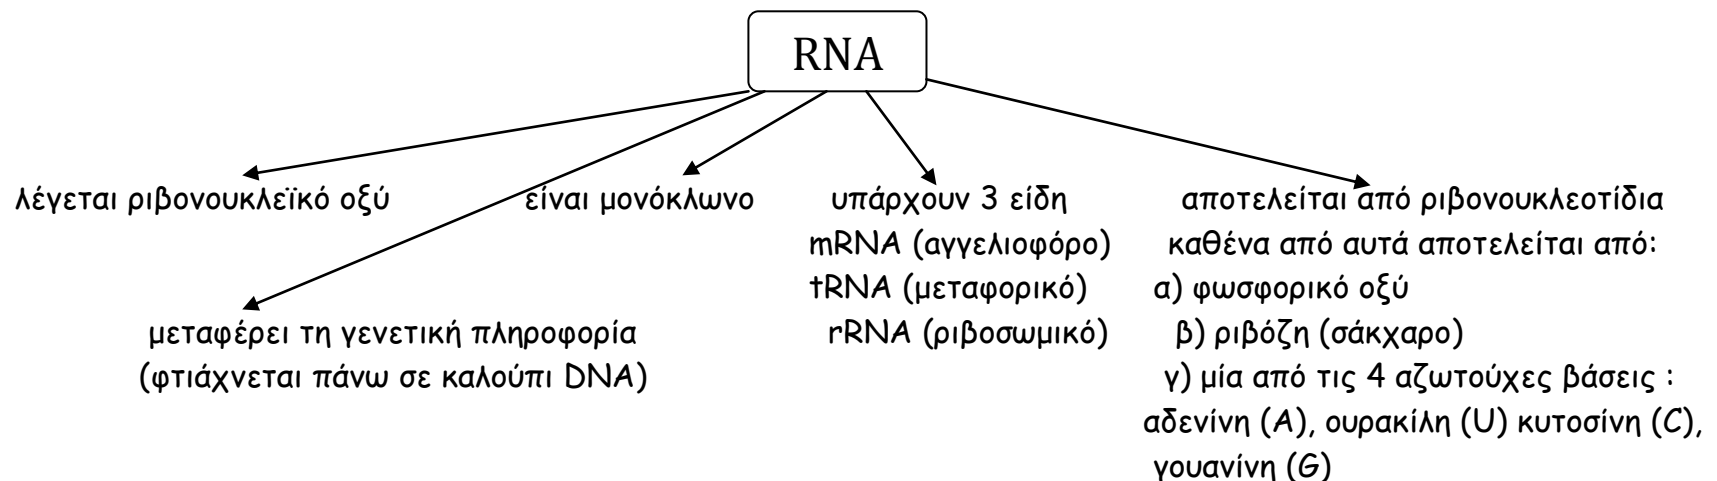 RNA
λέγεται ριβονουκλεϊκό οξύ
μεταφέρει τη γενετική πληροφορία
(φτιάχνεται πάνω σε καλούπι DNA)
είναι μονόκλωνο
υπάρχουν 3 είδη
mRNA (αγγελιοφόρο)
tRNA (μεταφορικό)
rRNA (ριβοσωμικό)
αποτελείται από ριβονουκλεοτίδια
καθένα από αυτά αποτελείται από:
α) φωσφορικό οξύ
β) ριβόζη (σάκχαρο)
γ) μία από τις 4 αζωτούχες βάσεις :
αδενίνη (Α), ουρακίλη (U) κυτοσίνη (C),
γουανίνη (G)